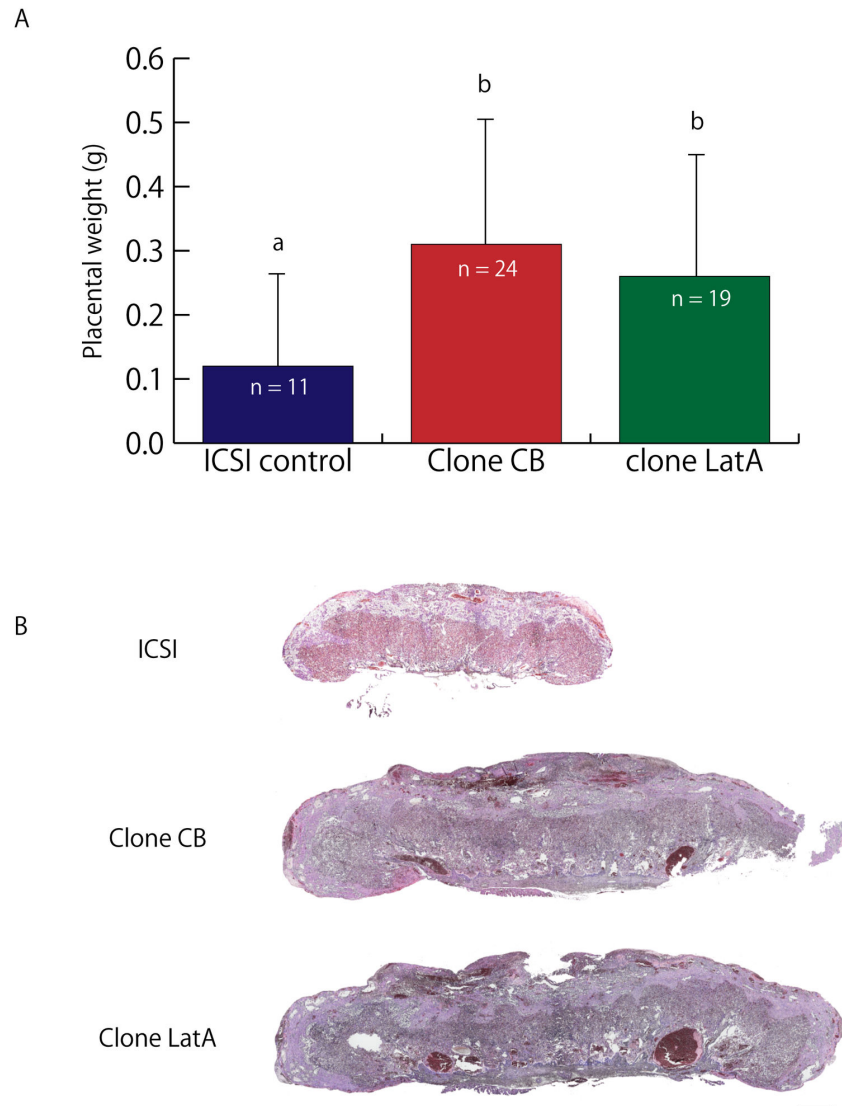 A
Placental weight (g)
0.6
0.5
0.4
0.3
0.2
0.1
0.0
a
b
b
n = 11
n = 24
n = 19
ICSI control
Clone CB
clone LatA
B
ICSI
Clone CB
Clone LatA